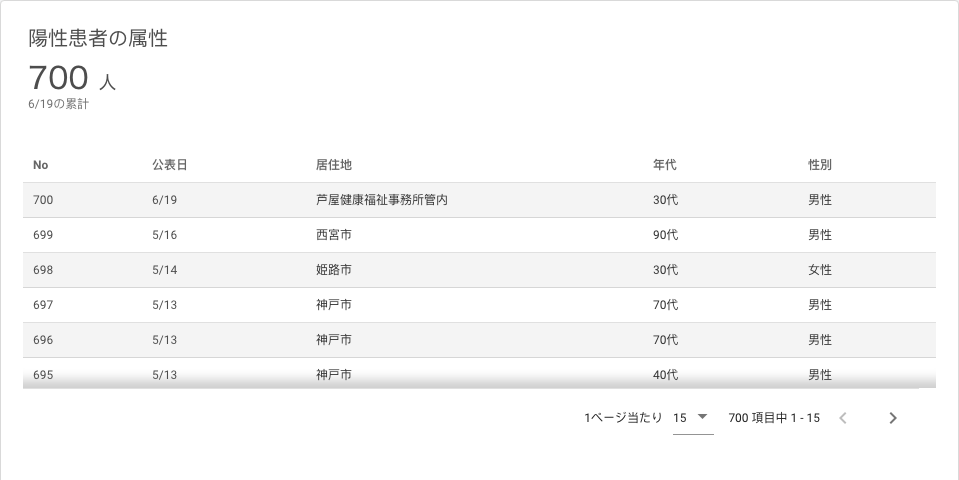 陽性患者の属性
700 人
6/19の累計
No 公表日 居住地 年代 性別
700 6/19 芦屋健康福祉事務所管内 30代 男性
699 5/16 西宮市 90代 男性
698 5/14 姫路市 30代 女性
697 5/13 神戸市 70代 男性
696 5/13 神戸市 70代 男性
695 5/13 神戸市 40代 男性
1ページ当たり 15 700 項目中 1 - 15